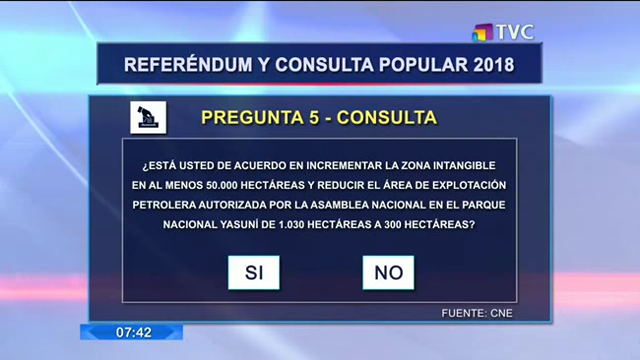 TVC
REFERÉNDUM Y CONSULTA POPULAR 2018
PREGUNTA 5 - CONSULTA
¿ESTÁ USTED DE ACUERDO EN INCREMENTAR LA ZONA INTANGIBLE
EN AL MENOS 50.000 HECTÁREAS Y REDUCIR EL ÁREA DE EXPLOTACIÓN
PETROLERA AUTORIZADA POR LA ASAMBLEA NACIONAL EN EL PARQUE
NACIONAL YASUNÍ DE 1.030 HECTÁREAS A 300 HECTÁREAS?
SI NO
FUENTE: CNE
07:42